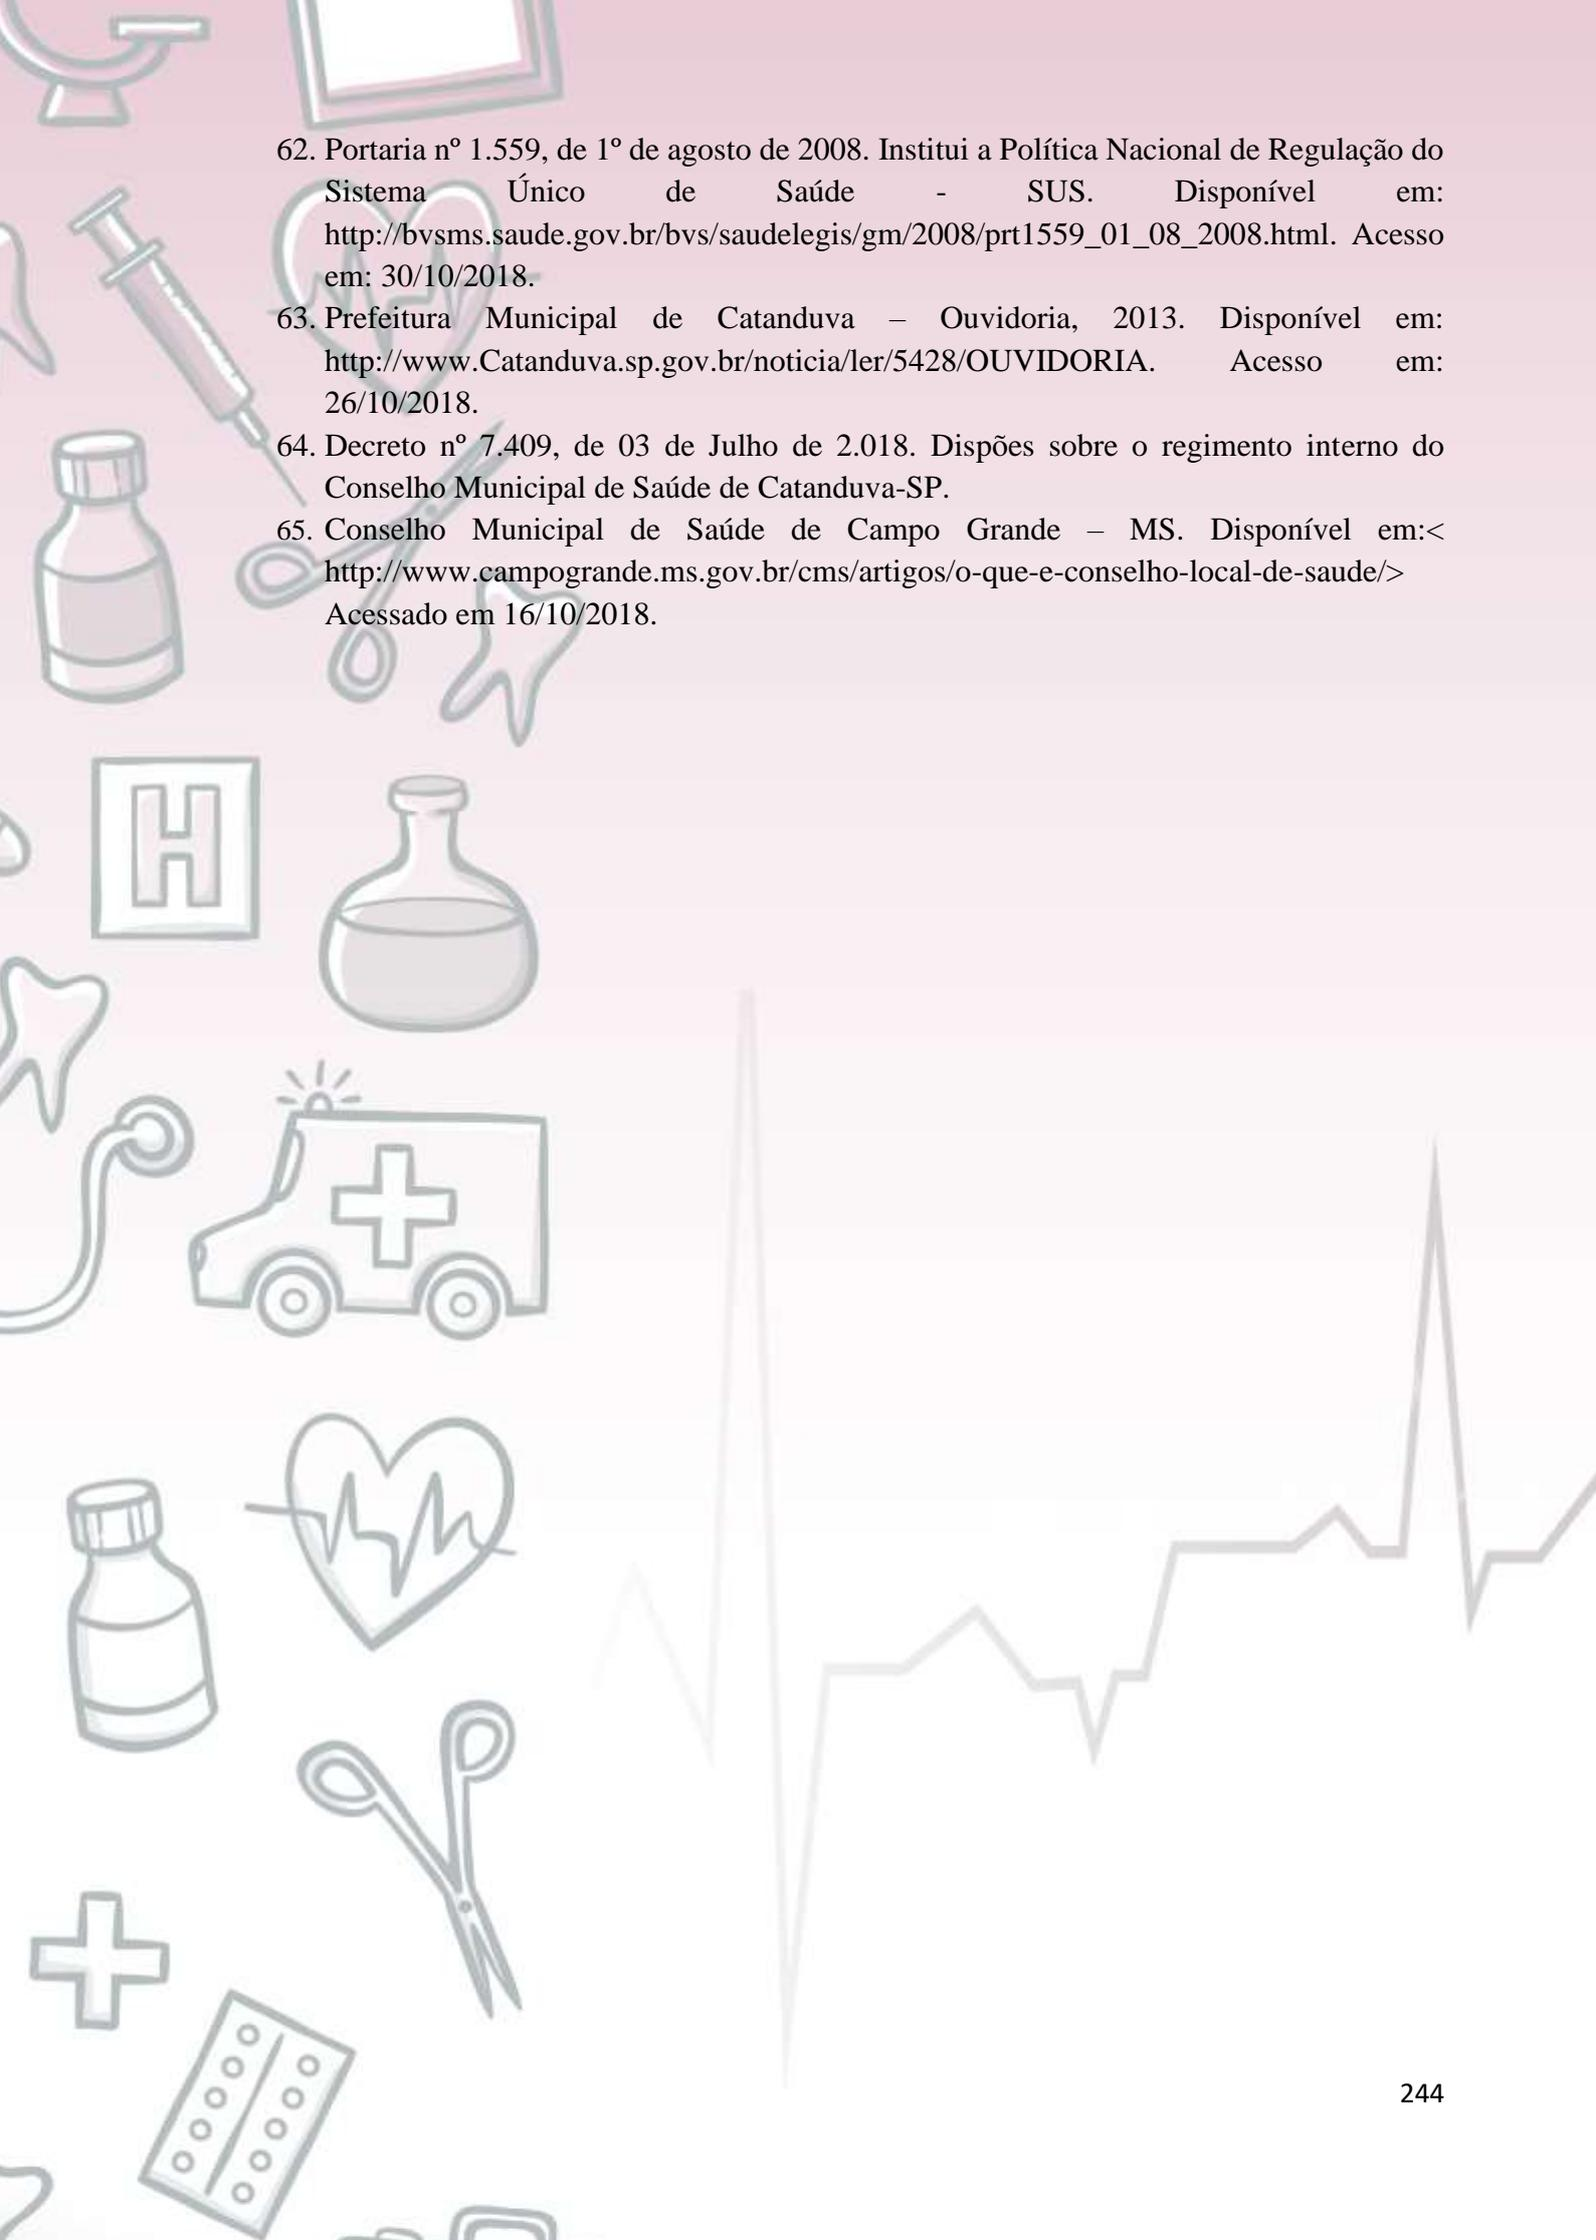 62. Portaria nº 1.559, de 1º de agosto de 2008. Institui a Política Nacional de Regulação do
Sistema Único de Saúde - SUS. Disponível em:
http://bvsms.saude.gov.br/bvs/saudelegis/gm/2008/prt1559_01_08_2008.html. Acesso
em: 30/10/2018.
63. Prefeitura Municipal de Catanduva – Ouvidoria, 2013. Disponível em:
http://www.Catanduva.sp.gov.br/noticia/ler/5428/OUVIDORIA. Acesso em:
26/10/2018.
64. Decreto nº 7.409, de 03 de Julho de 2.018. Dispões sobre o regimento interno do
Conselho Municipal de Saúde de Catanduva-SP.
65. Conselho Municipal de Saúde de Campo Grande – MS. Disponível em:<
http://www.campogrande.ms.gov.br/cms/artigos/o-que-e-conselho-local-de-saude/>
Acessado em 16/10/2018.
H
244